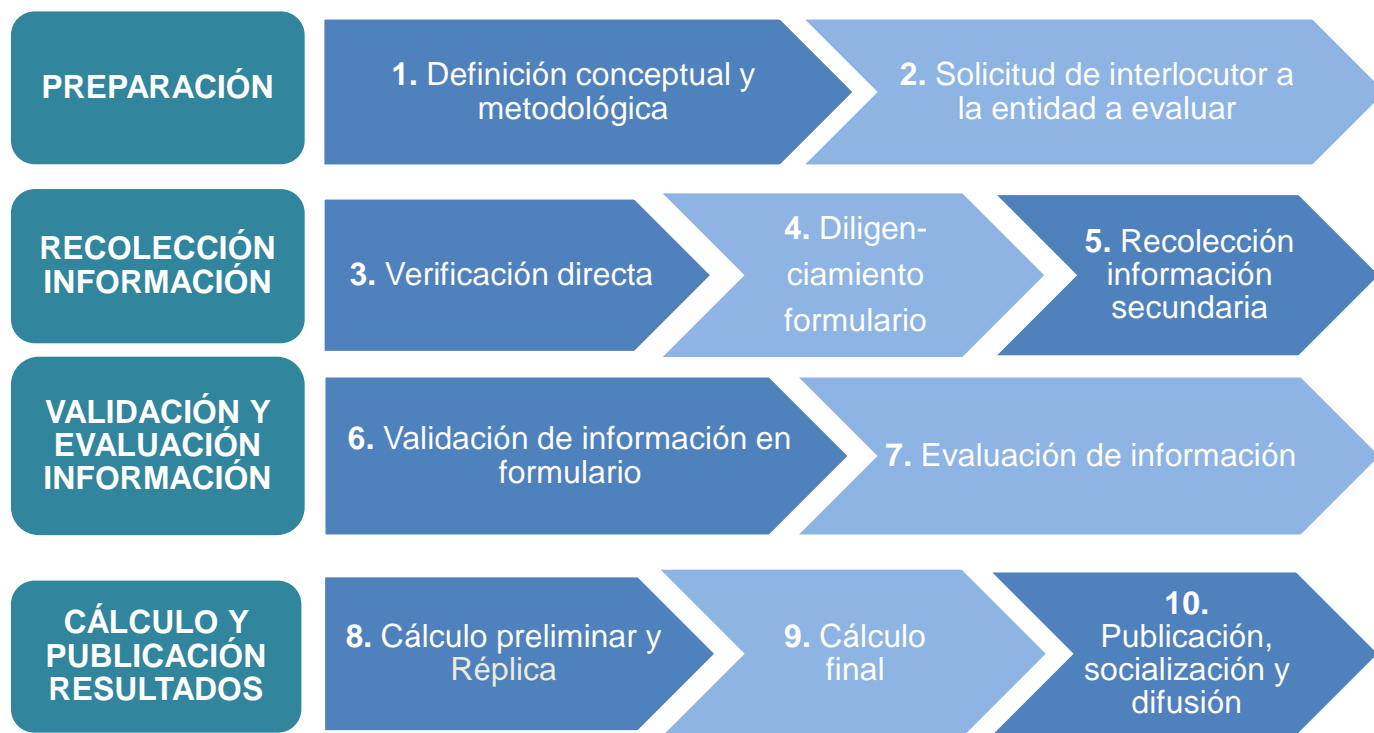 PREPARACIÓN
1. Definición conceptual y
metodológica
2. Solicitud de interlocutor a
la entidad a evaluar
RECOLECCIÓN
INFORMACIÓN
3. Verificación directa
4. Diligen-
ciamiento
formulario
5. Recolección
información
secundaria
VALIDACIÓN Y
EVALUACIÓN
INFORMACIÓN
6. Validación de información en
formulario
7. Evaluación de información
CÁLCULO Y
PUBLICACIÓN
RESULTADOS
8. Cálculo preliminar y
Réplica
9. Cálculo
final
10.
Publicación,
socialización y
difusión